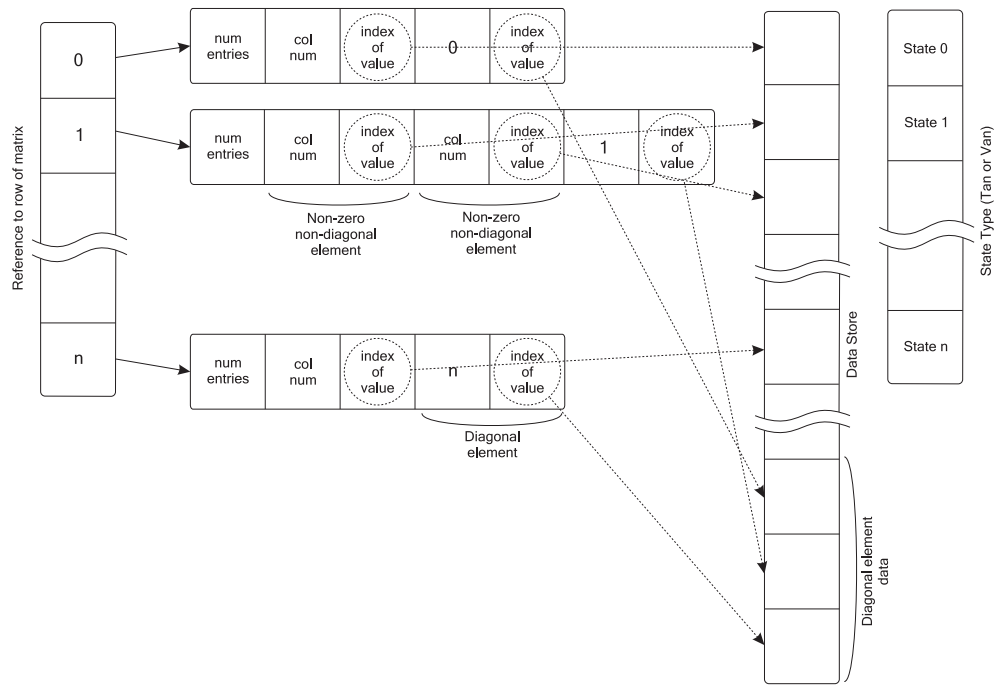 Reference to row of matrix
0
1
n
num
entries
col
num
index
of
value
0
index
of
value
num
entries
col
num
index
of
value
col
num
index
of
value
1
index
of
value
Non-zero
non-diagonal
element
Non-zero
non-diagonal
element
num
entries
col
num
index
of
value
n
index
of
value
Diagonal
element
Data Store
Diagonal element
data
State 0
State 1
State n
State Type (Tan or Van)